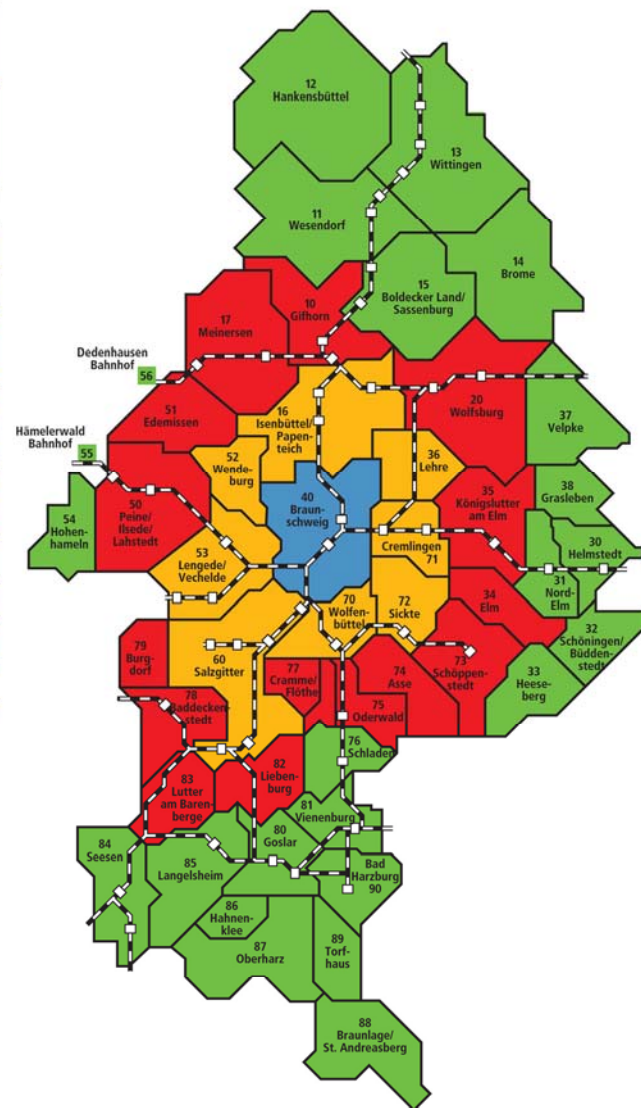 12
Hankensbüttel
13
Wittingen
11
Wesendorf
14
Brome
15
Boldecker Land/
Sassenburg
10
Gifhorn
17
Meinersen
Dedenhausen
Bahnhof
56
20
Wolfsburg
51
Edemissen
16
Isenbüttel/
Papen-
teich
37
Velpke
Hämelerwald
Bahnhof
55
52
Wendeburg
36
Lehre
38
Grasleben
40
Braun-
schweig
35
Königslutter
am Elm
50
Peine/
Ilsede/
Lahstedt
54
Hohen-
hameln
30
Helmstedt
Cremlingen
71
53
Lengede/
Vechelde
31
Nord-
Elm
34
Elm
70
Wolfen-
büttel
72
Sickte
32
Schöningen/
Büdden-
stedt
79
Burg-
dorf
60
Salzgitter
73
Schöppen-
stedt
33
Heese-
berg
77
Cramme/
Flöthe
74
Asse
75
Oderwald
78
Baddecken-
stedt
76
Schladen
82
Liebenburg
83
Lutter
am Baren-
berge
81
Vienenburg
80
Goslar
84
Seesen
85
Langelsheim
Bad
Harzburg
90
86
Hahnen-
klee
87
Oberharz
89
Torf-
haus
88
Braunlage/
St. Andreasberg